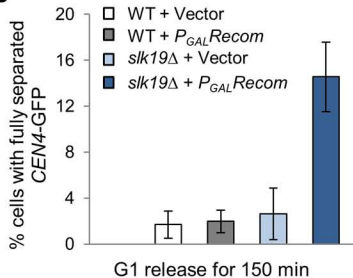 % cells with fully separated
CEN4-GFP
20
16
12
8
4
0
WT + Vector
WT + PGALRecom
slk19Δ + Vector
slk19Δ + PGALRecom
G1 release for 150 min